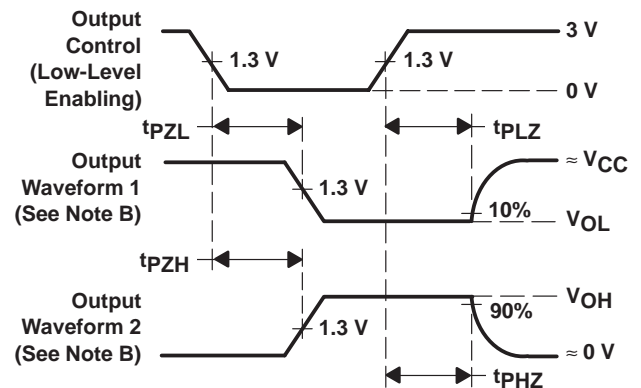 Output
Control
(Low-Level
Enabling)
3 V
1.3 V
1.3 V
0 V
tPZL
tPLZ
Output
Waveform 1
(See Note B)
≈ VCC
1.3 V
10%
VOL
tPZH
Output
Waveform 2
(See Note B)
VOH
90%
1.3 V
≈ 0 V
tPHZ